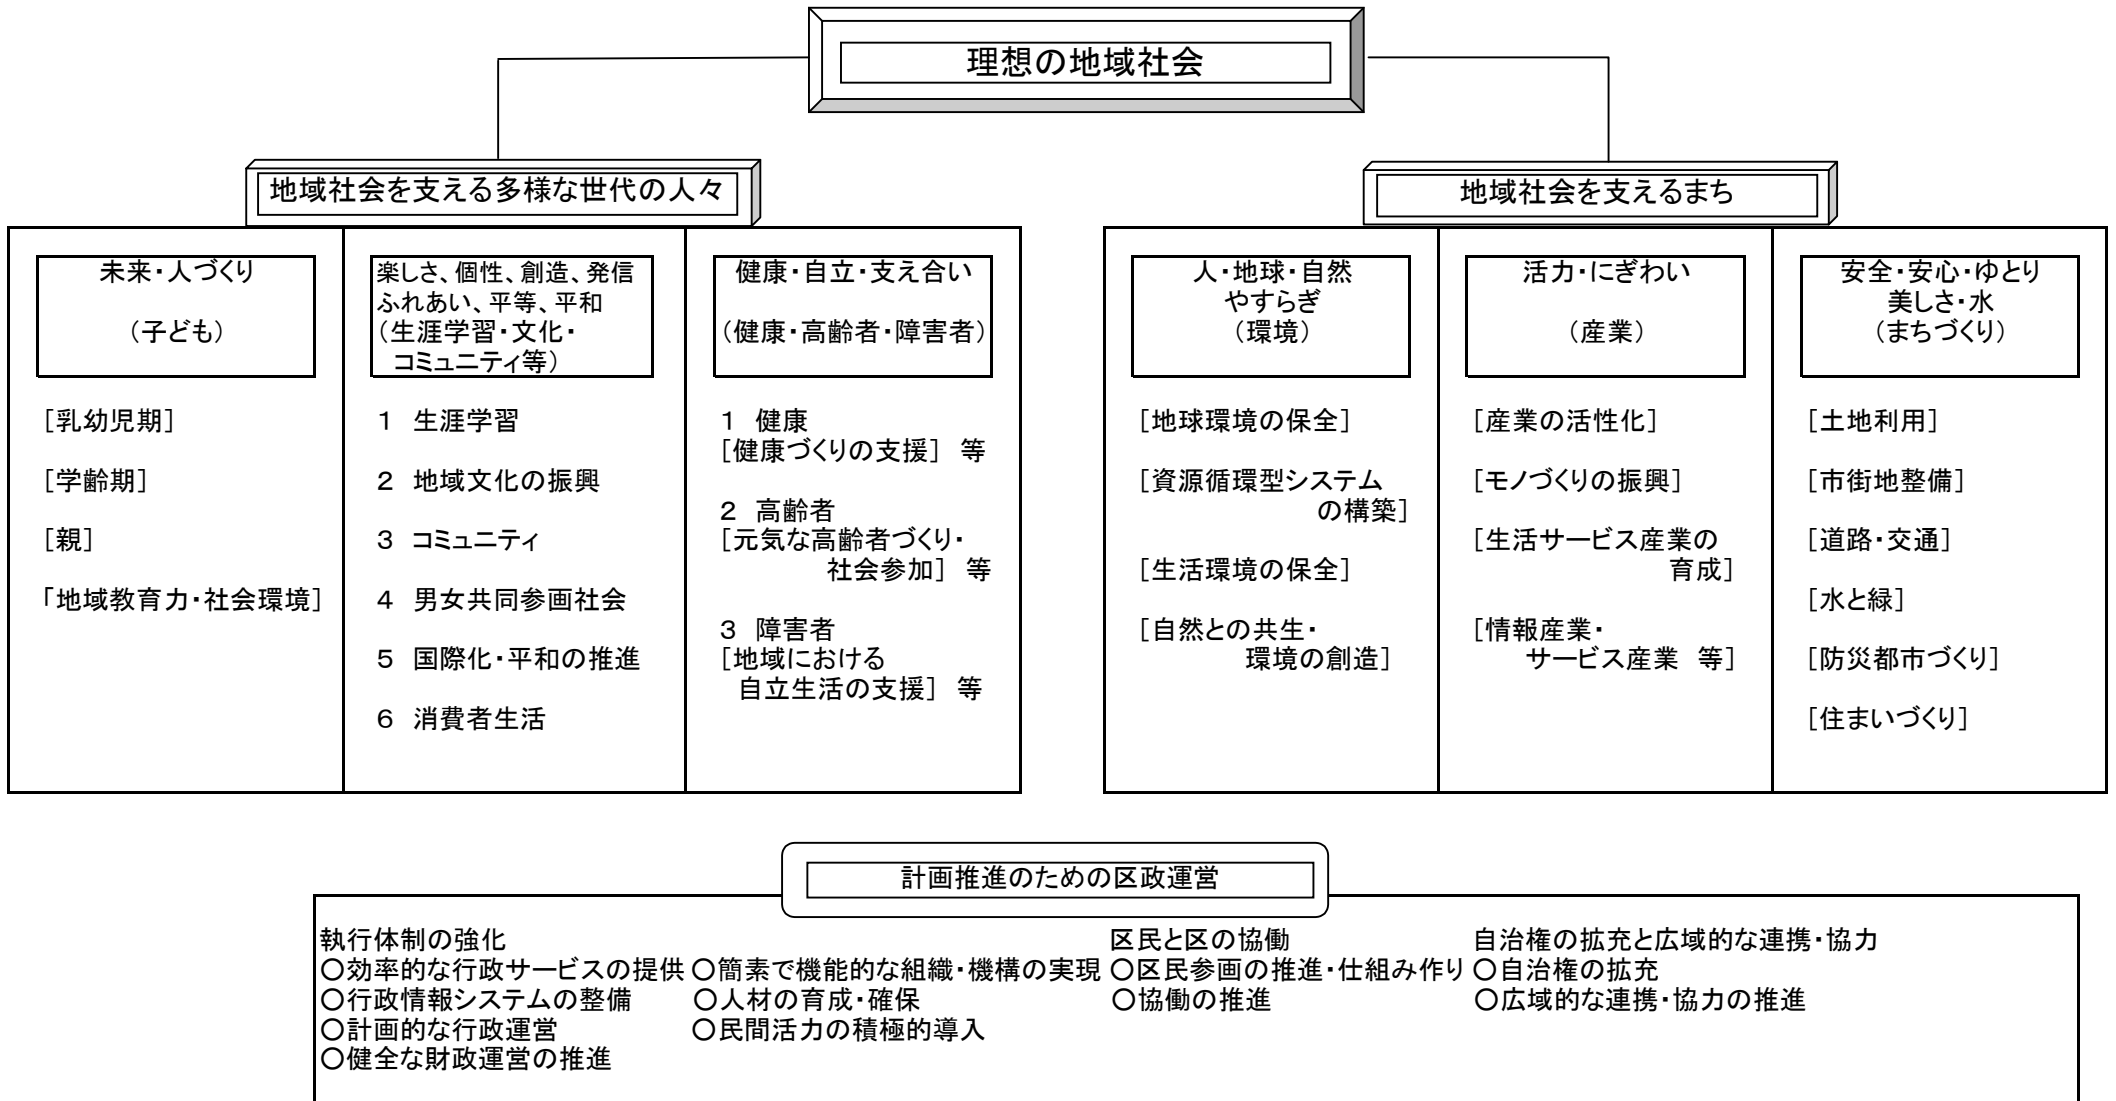 理想の地域社会
地域社会を支える多様な世代の人々
未来・人づくり
（子ども）
［乳幼児期］
［学齢期］
［親］
「地域教育力・社会環境］
楽しさ、個性、創造、発信
ふれあい、平等、平和
（生涯学習・文化・
コミュニティ等）
１　生涯学習
２　地域文化の振興
３　コミュニティ
４　男女共同参画社会
５　国際化・平和の推進
６　消費者生活
健康・自立・支え合い
（健康・高齢者・障害者）
１　健康
［健康づくりの支援］　等
２　高齢者
［元気な高齢者づくり・
社会参加］　等
３　障害者
［地域における
自立生活の支援］　等
地域社会を支えるまち
人・地球・自然
やすらぎ
（環境）
［地球環境の保全］
［資源循環型システム
の構築］
［生活環境の保全］
［自然との共生・
環境の創造］
活力・にぎわい
（産業）
［産業の活性化］
［モノづくりの振興］
［生活サービス産業の
育成］
［情報産業・
サービス産業　等］
安全・安心・ゆとり
美しさ・水
（まちづくり）
［土地利用］
［市街地整備］
［道路・交通］
［水と緑］
［防災都市づくり］
［住まいづくり］
計画推進のための区政運営
執行体制の強化
○効率的な行政サービスの提供
○行政情報システムの整備
○計画的な行政運営
○健全な財政運営の推進
○簡素で機能的な組織・機構の実現
○人材の育成・確保
○民間活力の積極的導入
区民と区の協働
○区民参画の推進・仕組み作り
○協働の推進
自治権の拡充と広域的な連携・協力
○自治権の拡充
○広域的な連携・協力の推進